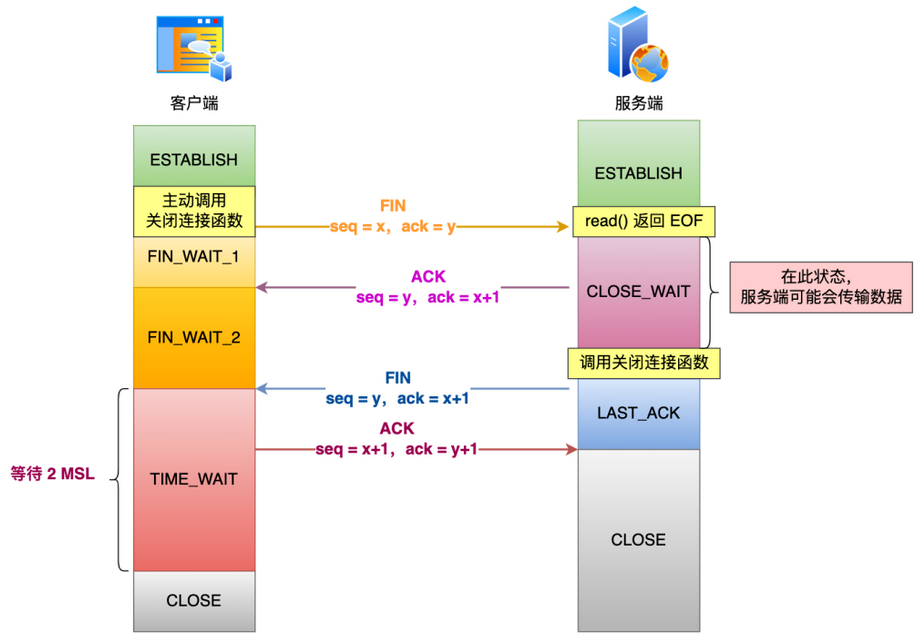 客户端
服务端
ESTABLISH
ESTABLISH
主动调用
关闭连接函数
FIN
seq = x，ack = y
read() 返回 EOF
FIN_WAIT_1
ACK
seq = y，ack = x+1
CLOSE_WAIT
在此状态，
服务端可能会传输数据
FIN_WAIT_2
调用关闭连接函数
FIN
seq = y，ack = x+1
LAST_ACK
ACK
seq = x+1，ack = y+1
等待 2 MSL
TIME_WAIT
CLOSE
CLOSE